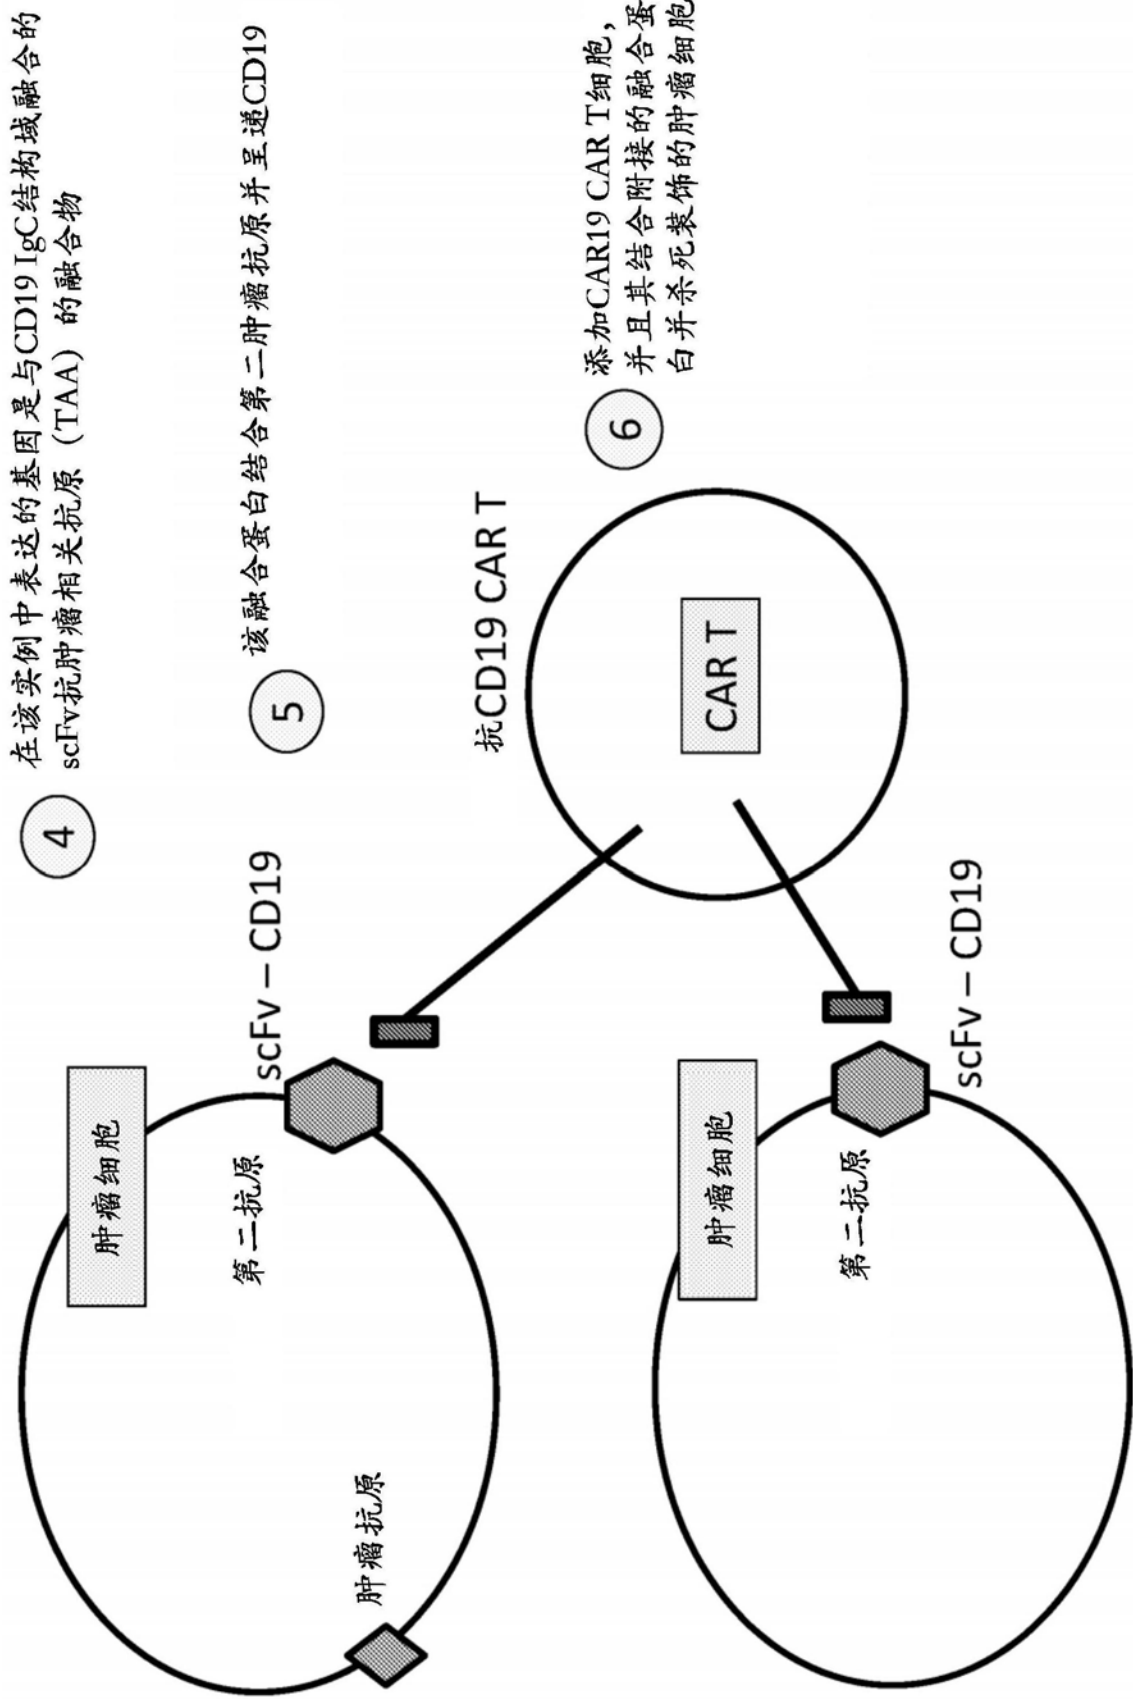 4
在该实例中表达的基因是与CD19 IgC结构域融合的
scFv抗肿瘤相关抗原（TAA）的融合物
5
该融合蛋白结合第二肿瘤抗原并呈递CD19
6
添加CAR19 CAR T细胞，
并且其结合附接的融合蛋
白并杀死装饰的肿瘤细胞
肿瘤细胞
scFv – CD19
第二抗原
肿瘤抗原
抗CD19 CAR T
CAR T
肿瘤细胞
第二抗原
scFv – CD19